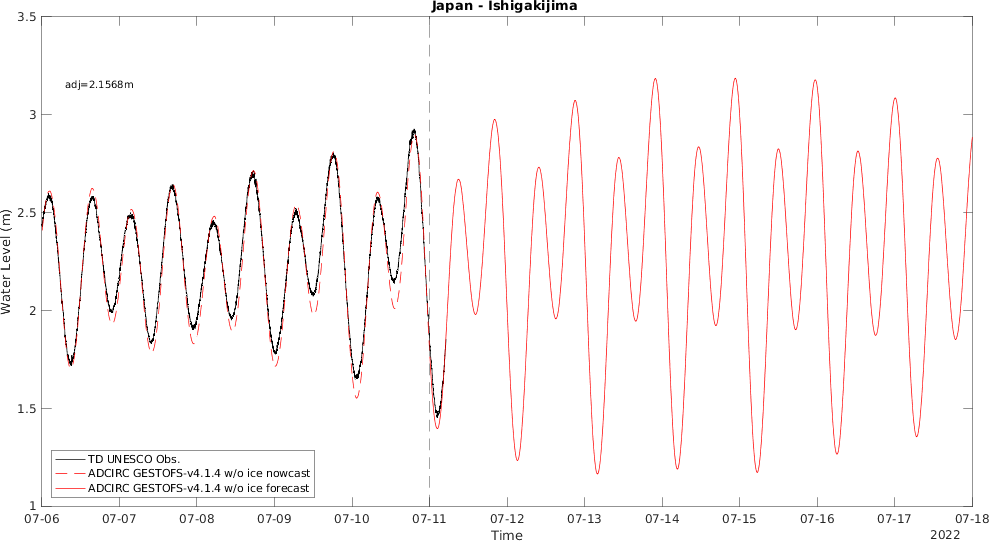 Japan - Ishigakijima
3.5
adj=2.1568m
3
2.5
Water Level (m)
2
1.5
TD UNESCO Obs.
ADCIRC GESTOFS-v4.1.4 w/o ice nowcast
ADCIRC GESTOFS-v4.1.4 w/o ice forecast
1
07-06 07-07 07-08 07-09 07-10 07-11 07-12 07-13 07-14 07-15 07-16 07-17 07-18
Time
2022